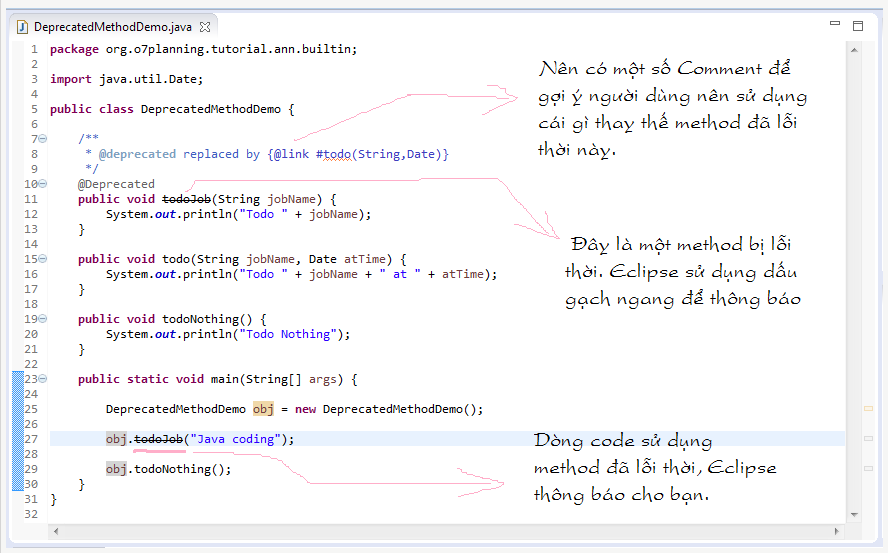 DeprecatedMethodDemo.java
1 package org.o7planning.tutorial.ann.builtin;
2
3 import java.util.Date;
4
5 public class DeprecatedMethodDemo {
6
7 /**
8 * @deprecated replaced by {@link #todo(String,Date)}
9 */
10 @Deprecated
11 public void todoJob(String jobName) {
12 System.out.println("Todo " + jobName);
13 }
14
15 public void todo(String jobName, Date atTime) {
16 System.out.println("Todo " + jobName + " at " + atTime);
17 }
18
19 public void todoNothing() {
20 System.out.println("Todo Nothing");
21 }
22
23 public static void main(String[] args) {
24
25 DeprecatedMethodDemo obj = new DeprecatedMethodDemo();
26
27 obj.todoJob("Java coding");
28
29 obj.todoNothing();
30 }
31 }
32
Nên có một số Comment để
gợi ý người dùng nên sử dụng
cái gì thay thế method đã lỗi
thời này.
Đây là một method bị lỗi
thời. Eclipse sử dụng dấu
gạch ngang để thông báo
Dòng code sử dụng
method đã lỗi thời, Eclipse
thông báo cho bạn.